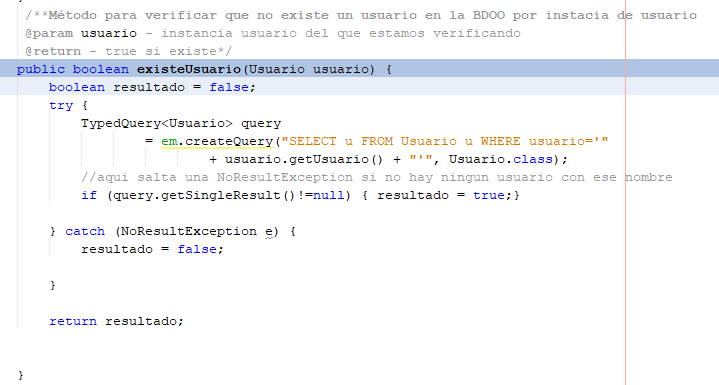 /**Método para verificar que no existe un usuario en la BDOO por instacia de usuario
@param usuario - instancia usuario del que estamos verificando
@return - true si existe*/
public boolean existeUsuario(Usuario usuario) {
boolean resultado = false;
try {
TypedQuery<Usuario> query
= em.createQuery("SELECT u FROM Usuario u WHERE usuario='"
+ usuario.getUsuario() + "'", Usuario.class);
//aqui salta una NoResultException si no hay ningun usuario con ese nombre
if (query.getSingleResult()!=null) { resultado = true;}
} catch (NoResultException e) {
resultado = false;
}
return resultado;
}